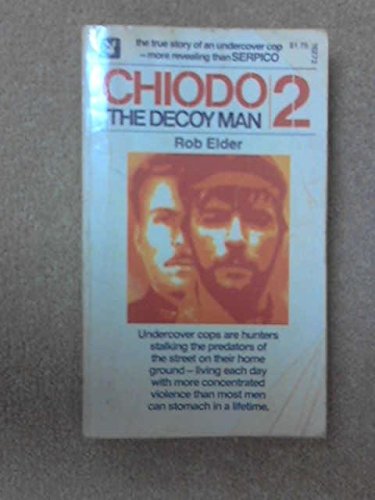 the true story of an undercover cop
—more revealing than SERPICO
$1.75
CHIODO
THE DECOY MAN
2
Rob Elder
Undercover cops are hunters
stalking the predators of
the street on their home
ground—living each day
with more concentrated
violence than most men
can stomach in a lifetime.